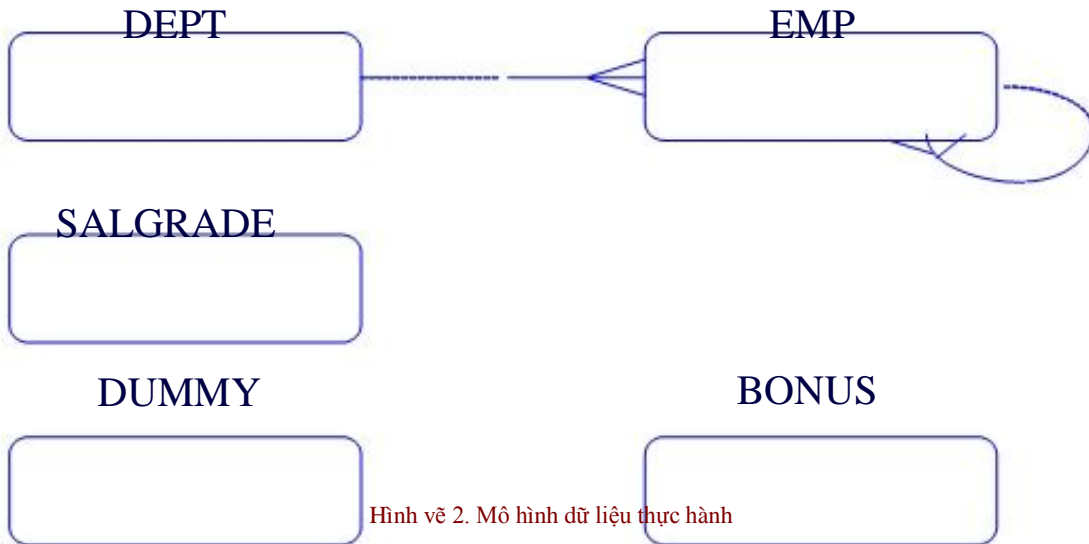 DEPT
EMP
SALGRADE
DUMMY
BONUS
Hình vẽ 2. Mô hình dữ liệu thực hành